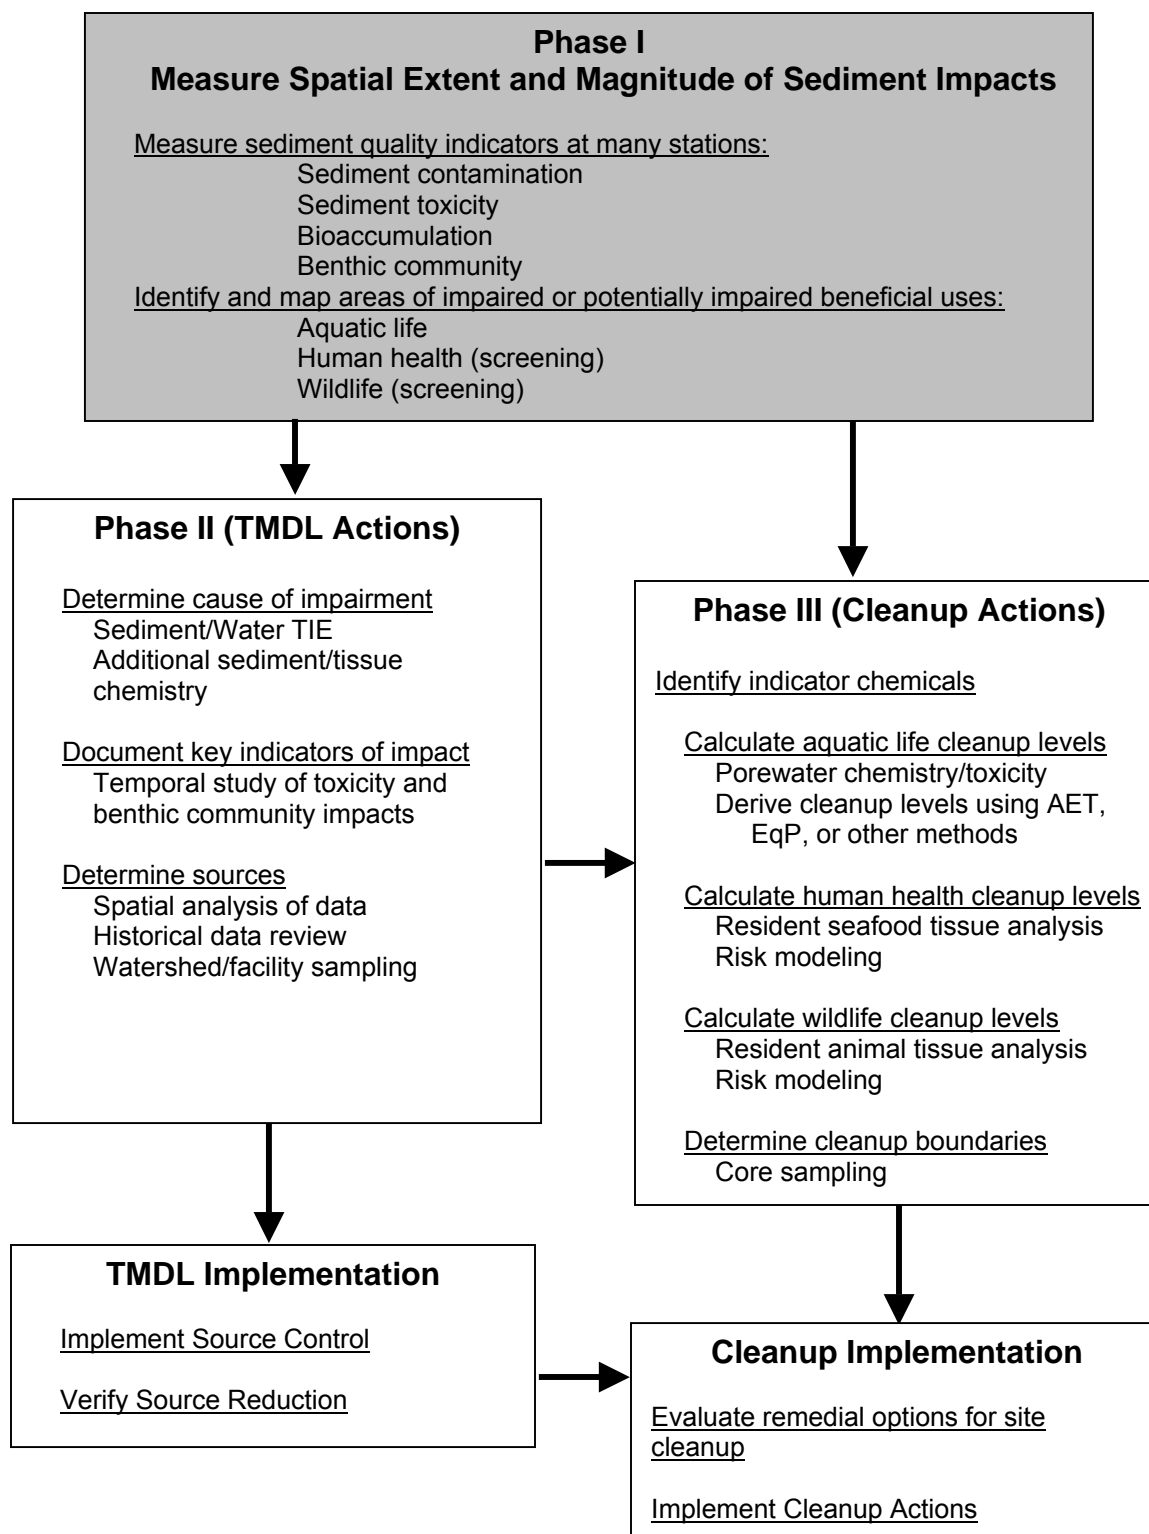 Phase I
Measure Spatial Extent and Magnitude of Sediment Impacts
Measure sediment quality indicators at many stations:
Sediment contamination
Sediment toxicity
Bioaccumulation
Benthic community
Identify and map areas of impaired or potentially impaired beneficial uses:
Aquatic life
Human health (screening)
Wildlife (screening)
Phase II (TMDL Actions)
Determine cause of impairment
Sediment/Water TIE
Additional sediment/tissue
chemistry
Document key indicators of impact
Temporal study of toxicity and
benthic community impacts
Determine sources
Spatial analysis of data
Historical data review
Watershed/facility sampling
Phase III (Cleanup Actions)
Identify indicator chemicals
Calculate aquatic life cleanup levels
Porewater chemistry/toxicity
Derive cleanup levels using AET,
EqP, or other methods
Calculate human health cleanup levels
Resident seafood tissue analysis
Risk modeling
Calculate wildlife cleanup levels
Resident animal tissue analysis
Risk modeling
Determine cleanup boundaries
Core sampling
TMDL Implementation
Implement Source Control
Verify Source Reduction
Cleanup Implementation
Evaluate remedial options for site
cleanup
Implement Cleanup Actions